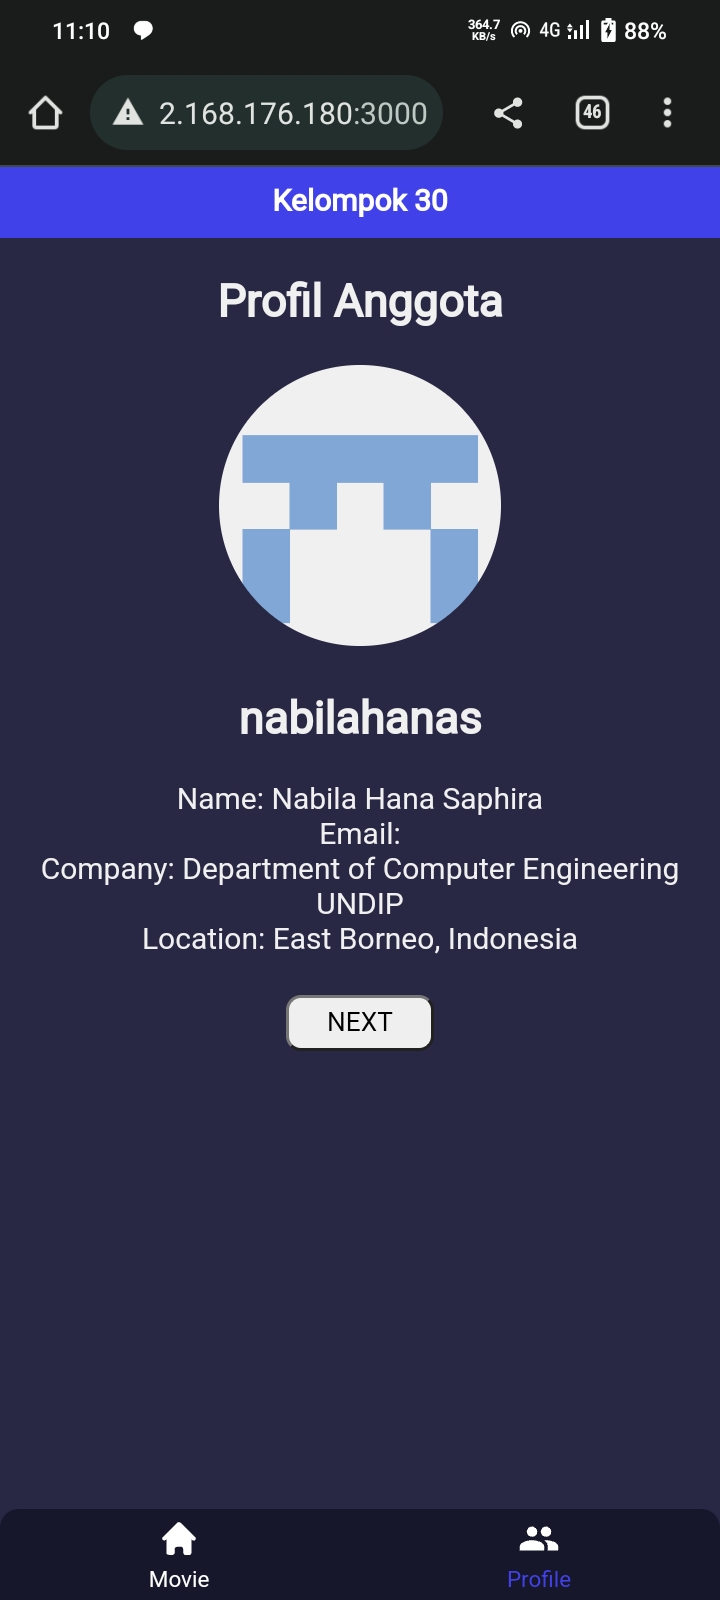 11:10
364.7
KB/s
4G
88%
2.168.176.180:3000
46
Kelompok 30
Profil Anggota
nabilahanas
Name: Nabila Hana Saphira
Email:
Company: Department of Computer Engineering
UNDIP
Location: East Borneo, Indonesia
NEXT
Movie
Profile